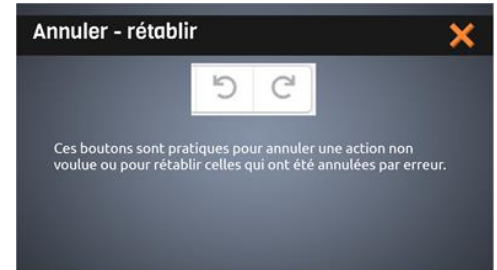 Annuler - rétablir
Ces boutons sont pratiques pour annuler une action non
voulue ou pour rétablir celles qui ont été annulées par erreur.